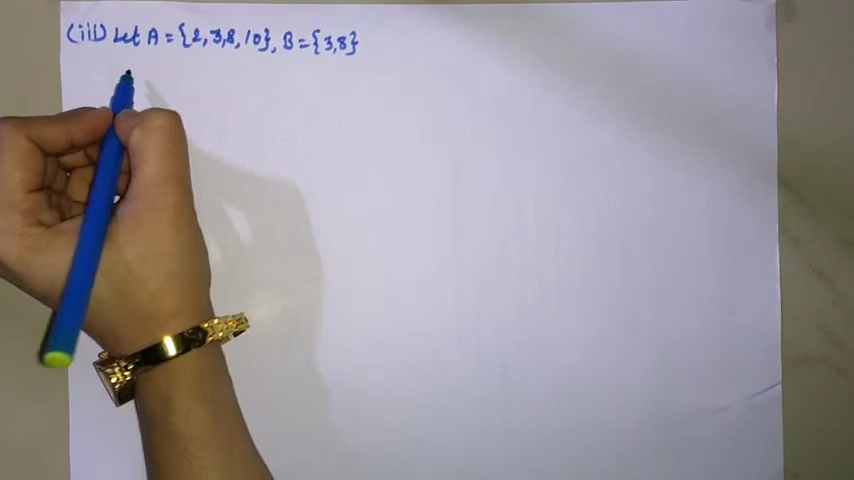 (iii) Let A = {2,3,8,10}, B = {3,8}